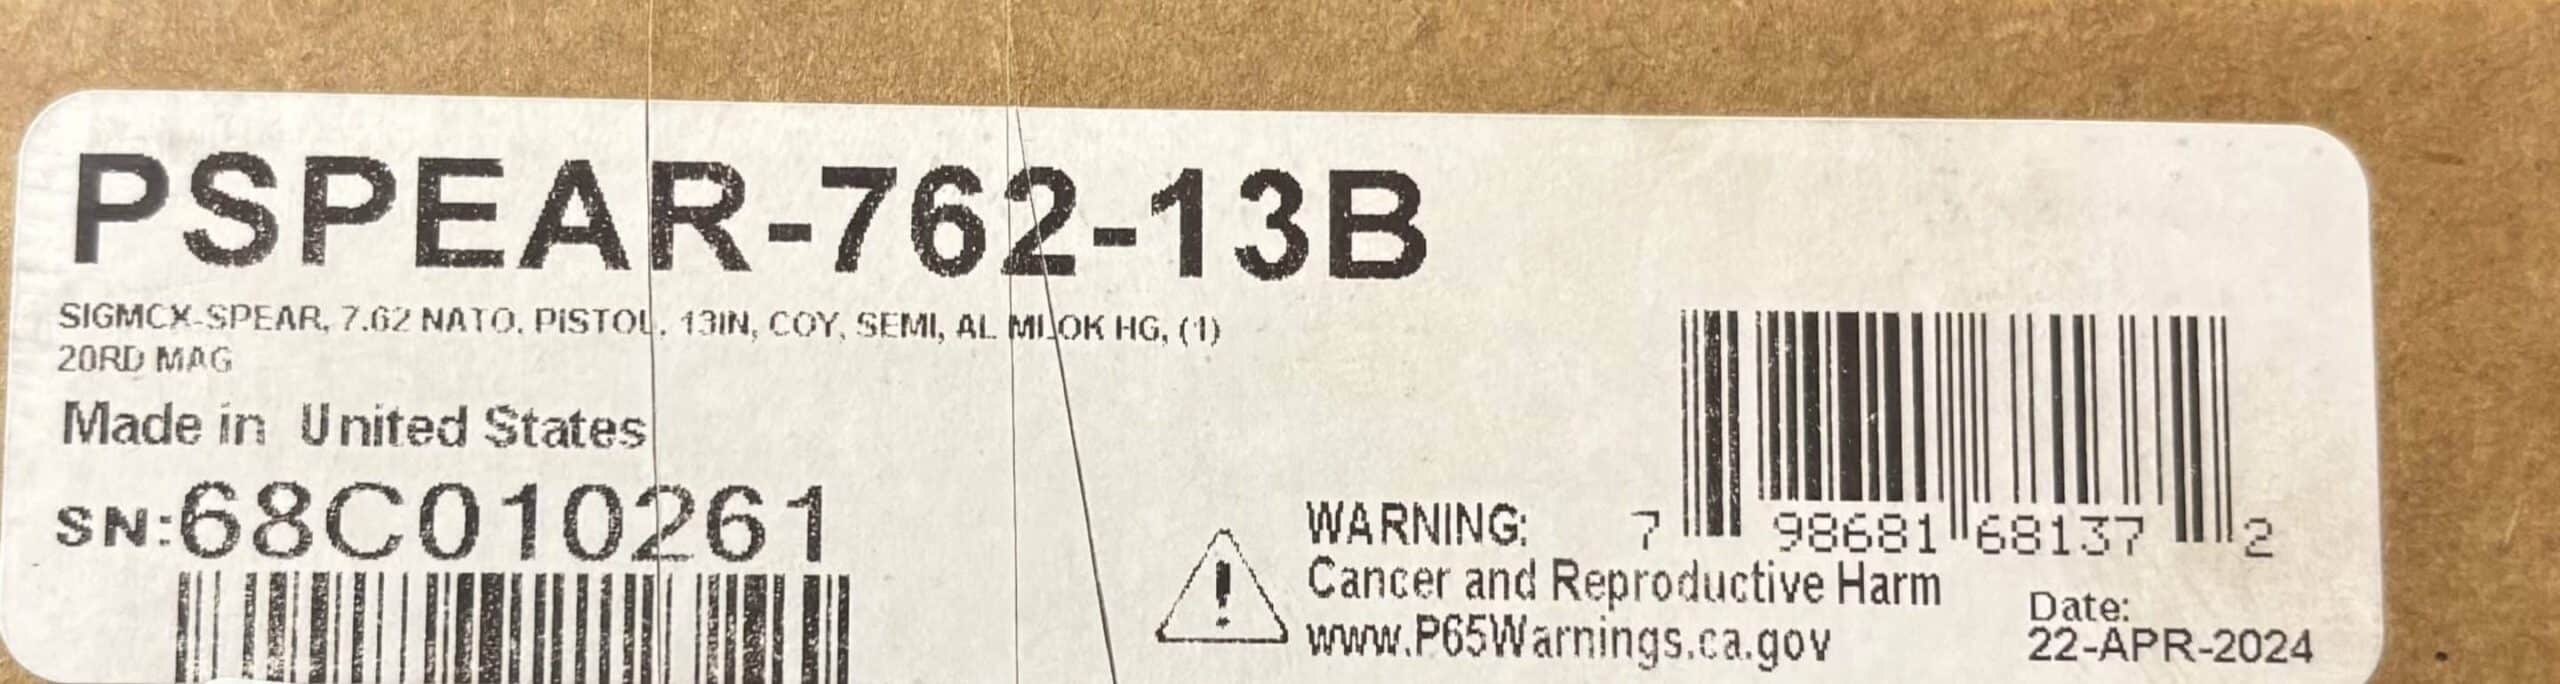 PSPEAR-762-13B
SIGMCX-SPEAR, 7.62 NATO, PISTOL, 13IN, COY, SEMI, AL MLOK HG, (1)
20RD MAG
Made in United States
SN:68C010261
WARNING:
Cancer and Reproductive Harm
www.P65Warnings.ca.gov
7 98681 68137 2
Date:
22-APR-2024